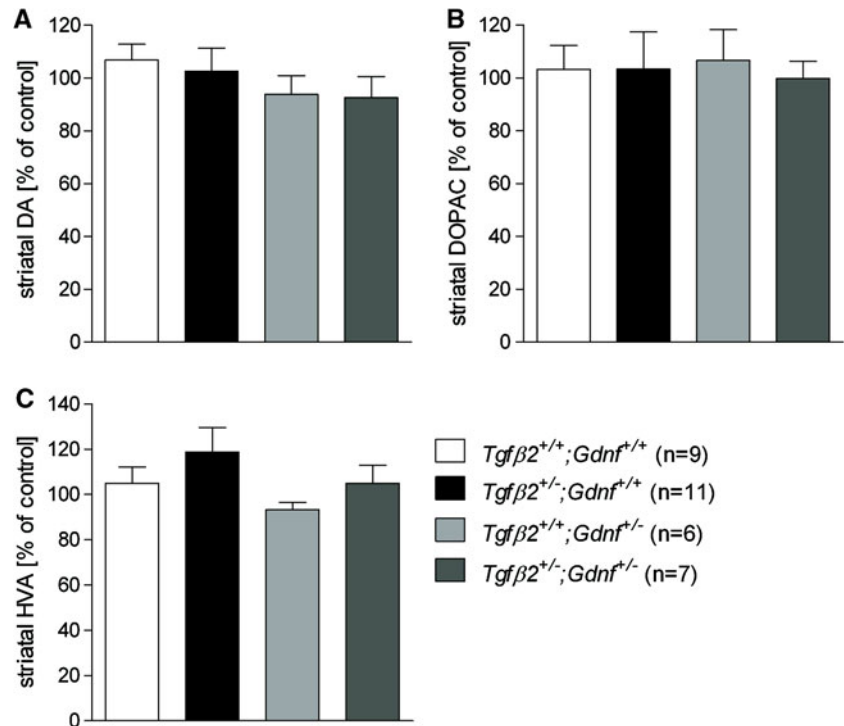 A
striatal DA [% of control]
120
100
80
60
40
20
0
B
striatal DOPAC [% of control]
120
100
80
60
40
20
0
C
striatal HVA [% of control]
140
120
100
80
60
40
20
0
Tgfβ2+/+;Gdnf+/+ (n=9)
Tgfβ2+/-;Gdnf+/+ (n=11)
Tgfβ2+/+;Gdnf+/- (n=6)
Tgfβ2+/-;Gdnf+/- (n=7)